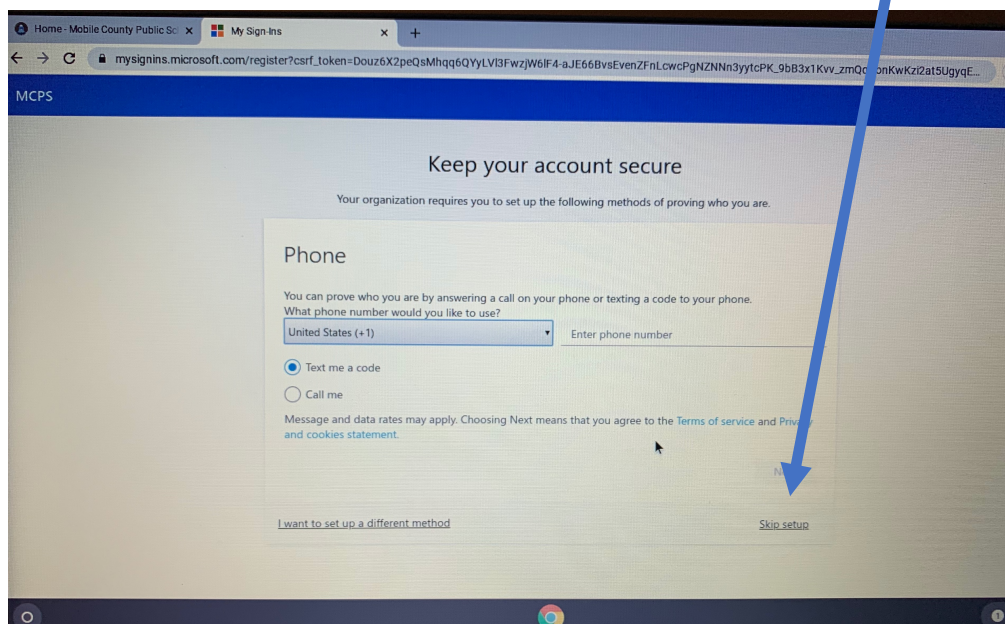 Home - Mobile County Public Sc
My Sign-Ins
mysignins.microsoft.com/register?csrf_token=
MCPS
Keep your account secure
Your organization requires you to set up the following methods of proving who you are.
Phone
You can prove who you are by answering a call on your phone or texting a code to your phone.
What phone number would you like to use?
United States (+1)
Enter phone number
Text me a code
Call me
Message and data rates may apply. Choosing Next means that you agree to the Terms of service and
and cookies statement.
I want to set up a different method
Skip setup